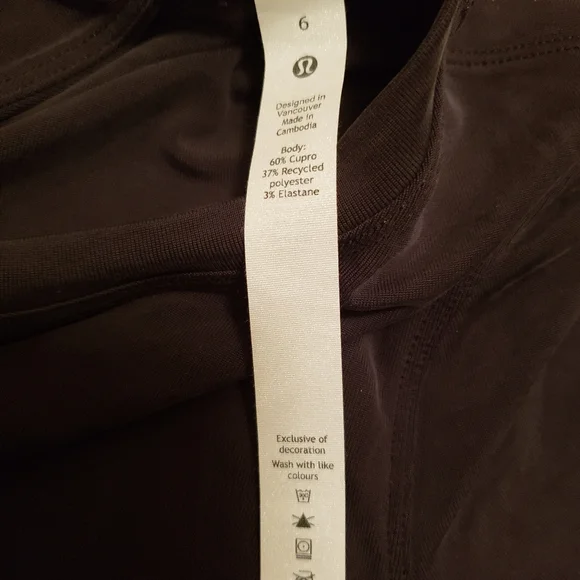 6
Designed in
Vancouver
Made in
Cambodia
Body:
60% Cupro
37% Recycled
polyester
3% Elastane
Exclusive of
decoration
Wash with like
colours